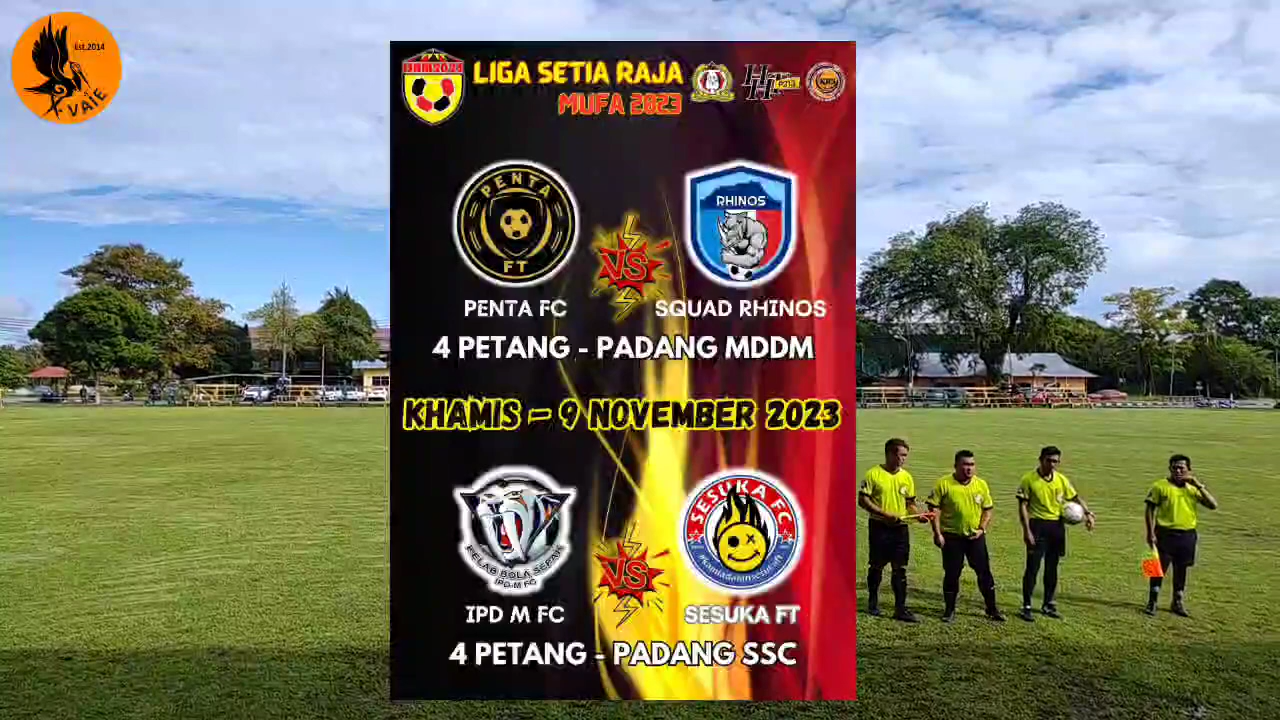 Est.2014
VAIE
LIGA SETIA RAJA
MUFA 2023
PENTA
FT
RHINOS
VS
PENTA FC
SQUAD RHINOS
4 PETANG - PADANG MDDM
KHAMIS - 9 NOVEMBER 2023
KELAB BOLA SEPAK
IPD-M FC
SESUKA FC
VS
IPD M FC
SESUKA FT
4 PETANG - PADANG SSC